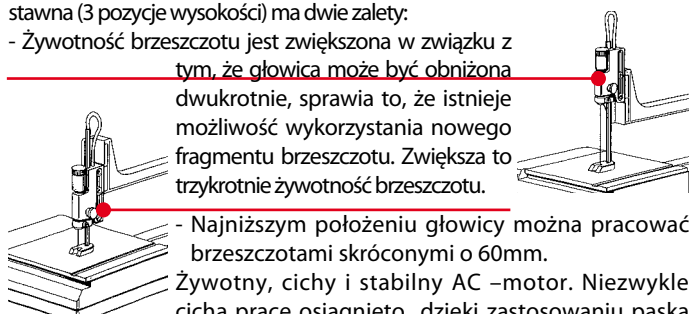 stawna (3 pozycje wysokości) ma dwie zalety:
- Żywotność brzeszczotu jest zwiększona w związku z
tym, że głowica może być obniżona
dwukrotnie, sprawia to, że istnieje
możliwość wykorzystania nowego
fragmentu brzeszczotu. Zwiększa to
trzykrotnie żywotność brzeszczotu.
- Najniższym położeniu głowicy można pracować
brzeszczotami skróconymi o 60mm.
Żywotny, cichy i stabilny AC –motor. Niezwykle
cichą pracę osiągnięto dzięki zastosowaniu paska